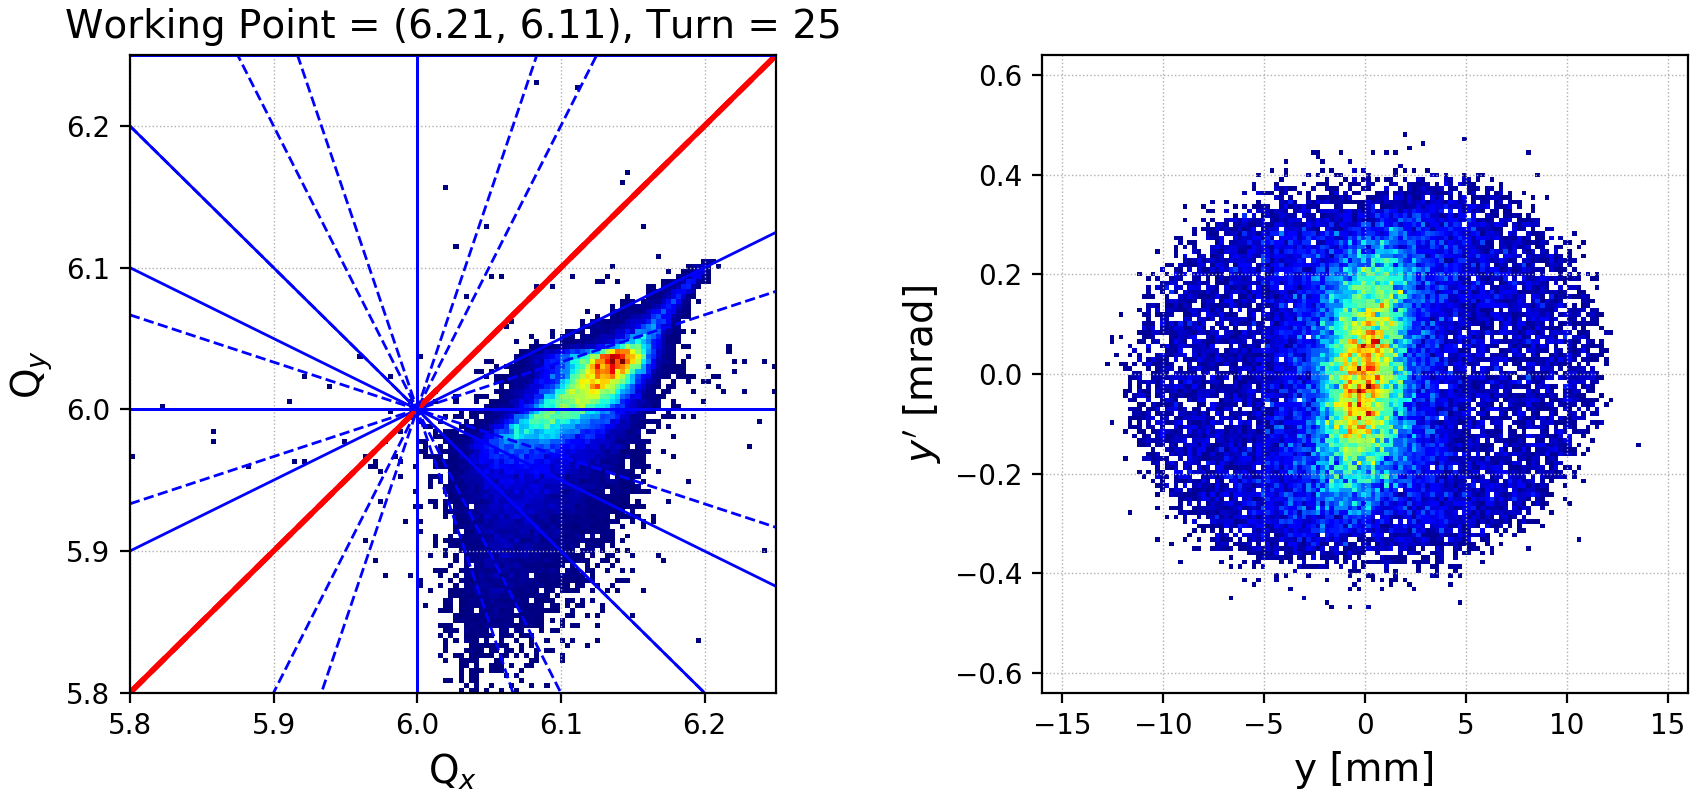 Working Point = (6.21, 6.11), Turn = 25
6.2
6.1
6.0
5.9
5.8
Qy
5.8 5.9 6.0 6.1 6.2
Qx
0.6
0.4
0.2
0.0
−0.2
−0.4
−0.6
y′ [mrad]
−15 −10 −5 0 5 10 15
y [mm]